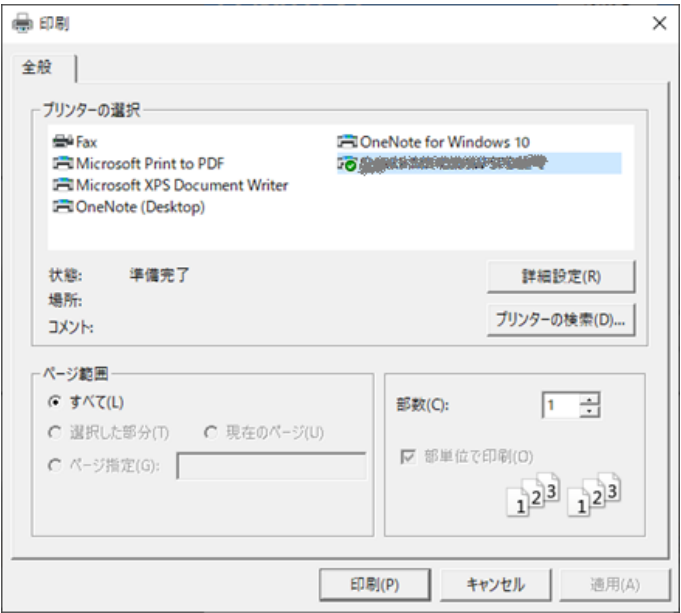 印刷
全般
プリンターの選択
Fax
Microsoft Print to PDF
Microsoft XPS Document Writer
OneNote (Desktop)
OneNote for Windows 10
状態: 準備完了
場所:
コメント:
詳細設定(R)
プリンターの検索(D)...
ページ範囲
すべて(L)
選択した部分(T) 現在のページ(U)
ページ指定(G):
部数(C): 1
部単位で印刷(O)
1 2 3 1 2 3
印刷(P) キャンセル 適用(A)